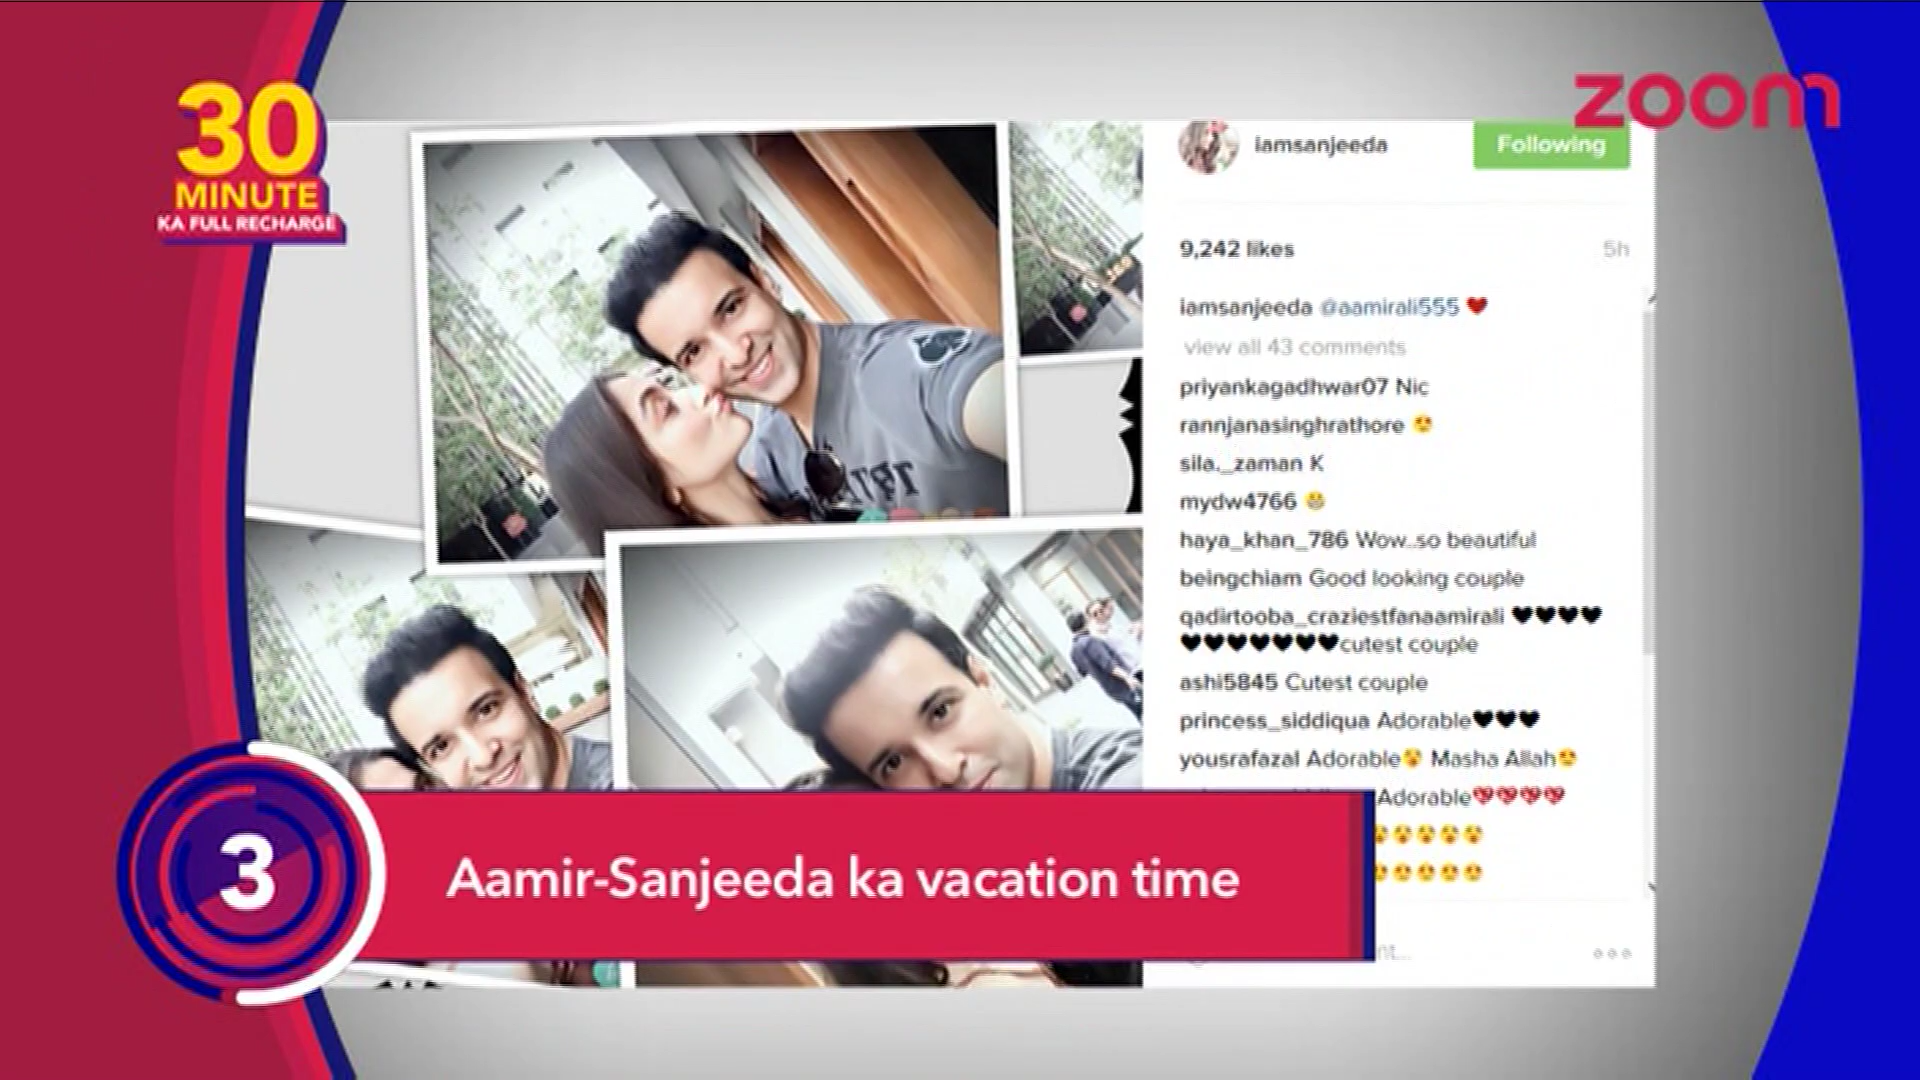 30
MINUTE
KA FULL RECHARGE
zoom
iamsanjeeda
Following
9,242 likes
5h
iamsanjeeda @aamirali555 ❤
view all 43 comments
priyankagadhwar07 Nic
rannjanasinghrathore 😍
sila._zaman K
mydw4766 😁
haya_khan_786 Wow..so beautiful
beingchiam Good looking couple
qadirtooba_craziestfanaamirali ♥♥♥♥
♥♥♥♥♥♥♥cutest couple
ashi5845 Cutest couple
princess_siddiqua Adorable♥♥♥
yousrafazal Adorable😘 Masha Allah😍
Adorable💖💖💖💖
😘😘😘😘😘
😍😍😍😍😍
3
Aamir-Sanjeeda ka vacation time